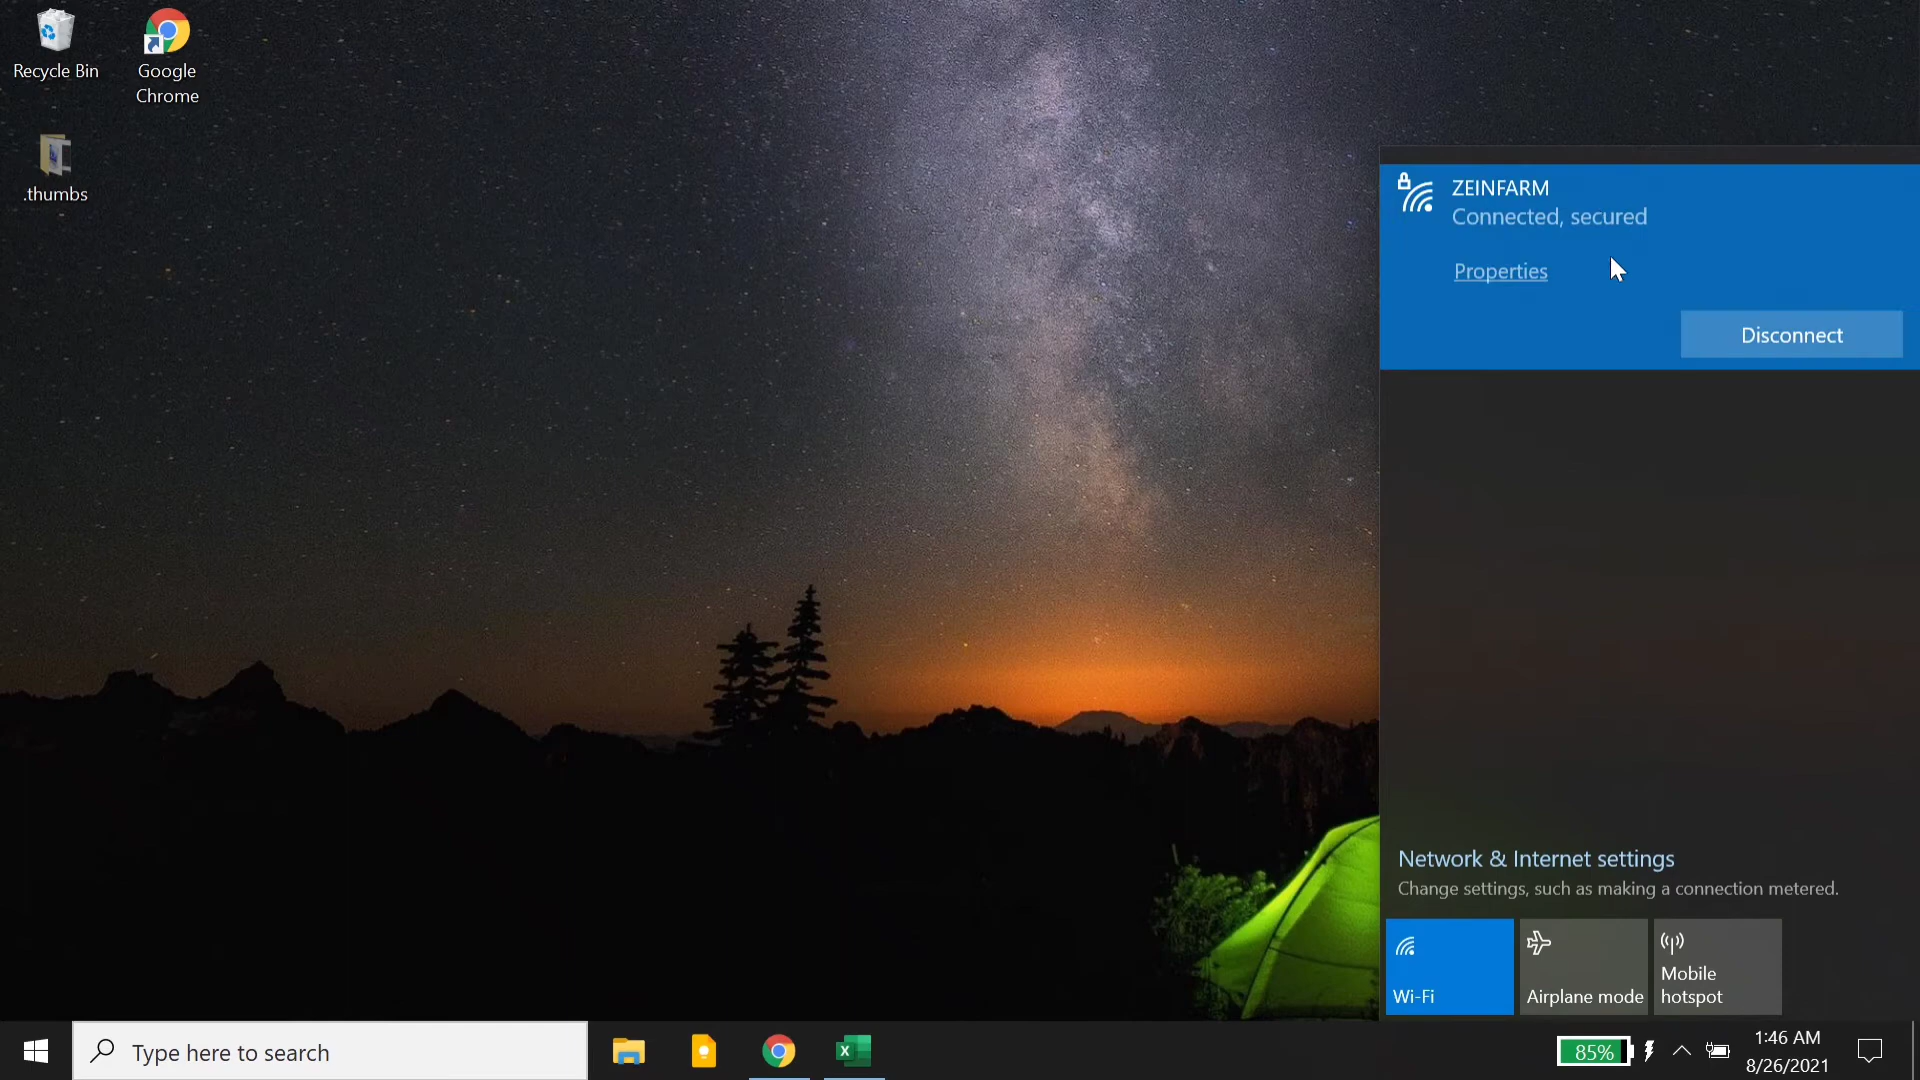 Recycle Bin
Google
Chrome
.thumbs
ZEINFARM
Connected, secured
Properties
Disconnect
Network & Internet settings
Change settings, such as making a connection metered.
Wi-Fi
Airplane mode
Mobile
hotspot
Type here to search
85%
1:46 AM
8/26/2021